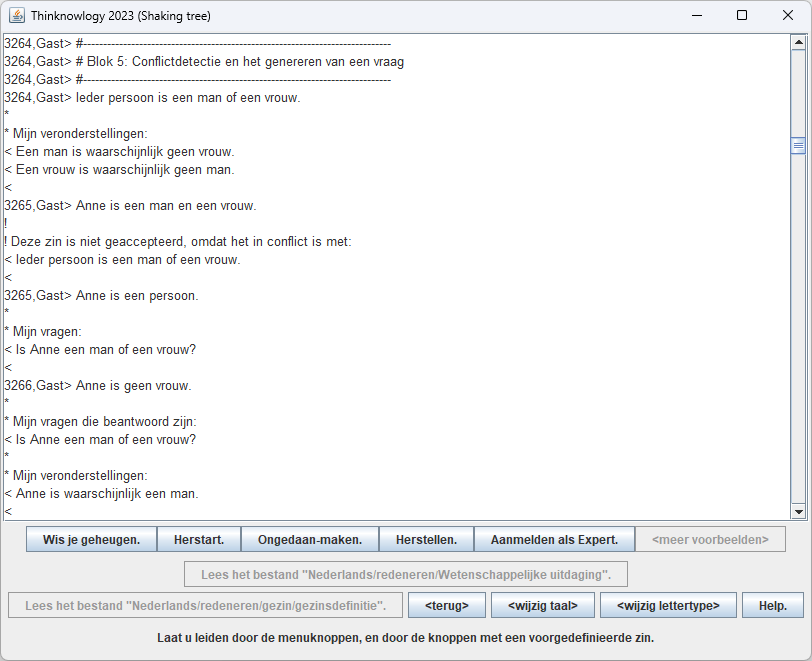 Thinknowlogy 2023 (Shaking tree)
3264,Gast> #-----------------------------------------------------------------------------
3264,Gast> # Blok 5: Conflictdetectie en het genereren van een vraag
3264,Gast> #-----------------------------------------------------------------------------
3264,Gast> Ieder persoon is een man of een vrouw.
*
* Mijn veronderstellingen:
< Een man is waarschijnlijk geen vrouw.
< Een vrouw is waarschijnlijk geen man.
<
3265,Gast> Anne is een man en een vrouw.
!
! Deze zin is niet geaccepteerd, omdat het in conflict is met:
< Ieder persoon is een man of een vrouw.
<
3265,Gast> Anne is een persoon.
*
* Mijn vragen:
< Is Anne een man of een vrouw?
<
3266,Gast> Anne is geen vrouw.
*
* Mijn vragen die beantwoord zijn:
< Is Anne een man of een vrouw?
*
* Mijn veronderstellingen:
< Anne is waarschijnlijk een man.
<
Wis je geheugen. Herstart. Ongedaan-maken. Herstellen. Aanmelden als Expert. <meer voorbeelden>
Lees het bestand "Nederlands/redeneren/Wetenschappelijke uitdaging".
Lees het bestand "Nederlands/redeneren/gezin/gezinsdefinitie". <terug> <wijzig taal> <wijzig lettertype> Help.
Laat u leiden door de menuknoppen, en door de knoppen met een voorgedefinieerde zin.